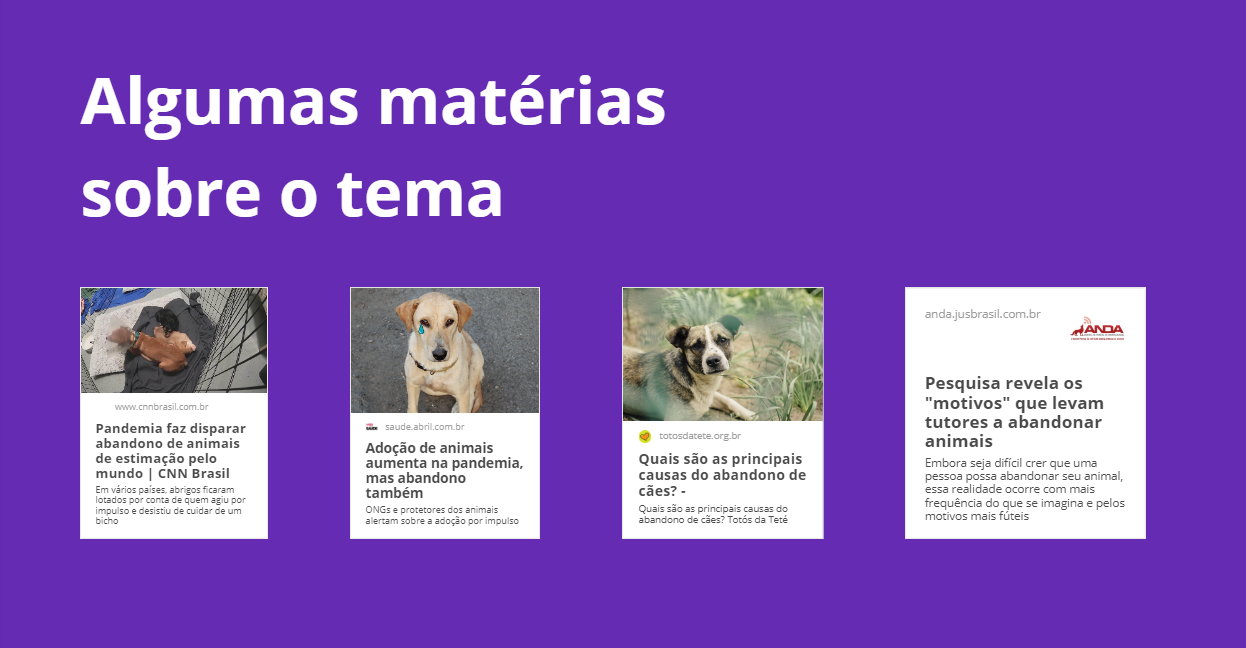 Algumas matérias
sobre o tema
www.cnnbrasil.com.br
Pandemia faz disparar
abandono de animais
de estimação pelo
mundo | CNN Brasil
Em vários países, abrigos ficaram
lotados por conta de quem agiu por
impulso e desistiu de cuidar de um
bicho
saude.abril.com.br
Adoção de animais
aumenta na pandemia,
mas abandono
também
ONGs e protetores dos animais
alertam sobre a adoção por impulso
totosdatete.org.br
Quais são as principais
causas do abandono de
cães? -
Quais são as principais causas do
abandono de cães? Totós da Teté
anda.jusbrasil.com.br
ANDA
Pesquisa revela os
"motivos" que levam
tutores a abandonar
animais
Embora seja difícil crer que uma
pessoa possa abandonar seu animal,
essa realidade ocorre com mais
frequência do que se imagina e pelos
motivos mais fúteis